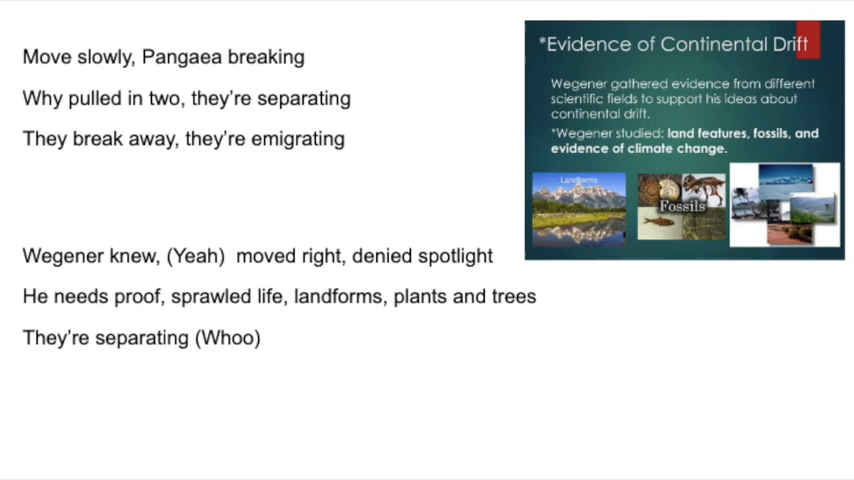 Move slowly, Pangaea breaking
Why pulled in two, they're separating
They break away, they're emigrating
Wegener knew, (Yeah)  moved right, denied spotlight
He needs proof, sprawled life, landforms, plants and trees
They're separating (Whoo)
*Evidence of Continental Drift
Wegener gathered evidence from different
scientific fields to support his ideas about
continental drift.
*Wegener studied: land features, fossils, and
evidence of climate change.
Landforms
Fossils